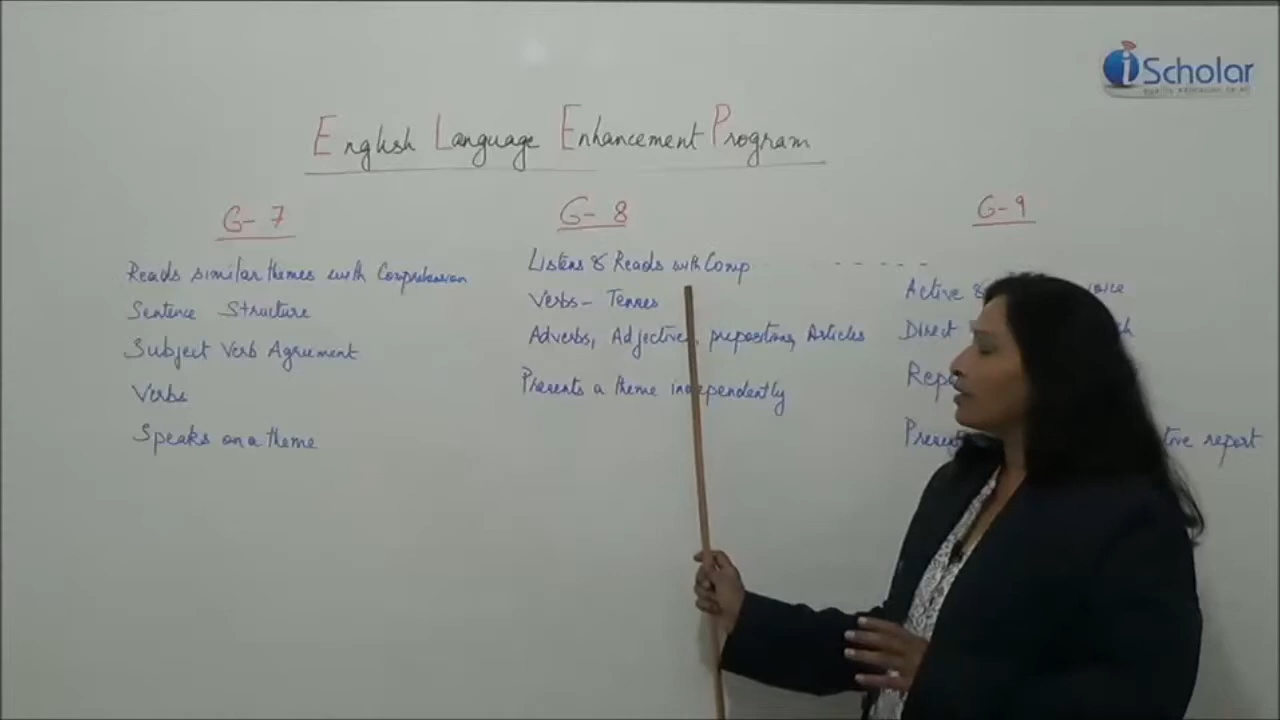 iScholar
English Language Enhancement Program
G- 7
Reads similar themes with Comprehension
Sentence Structure
Subject Verb Agreement
Verbs
Speaks on a theme
G- 8
Listens & Reads with Comp
Verbs - Tenses
Adverbs, Adjectives, prepositions, Articles
Presents a theme independently
G-9
- - - - - -
Active &
Direct
report